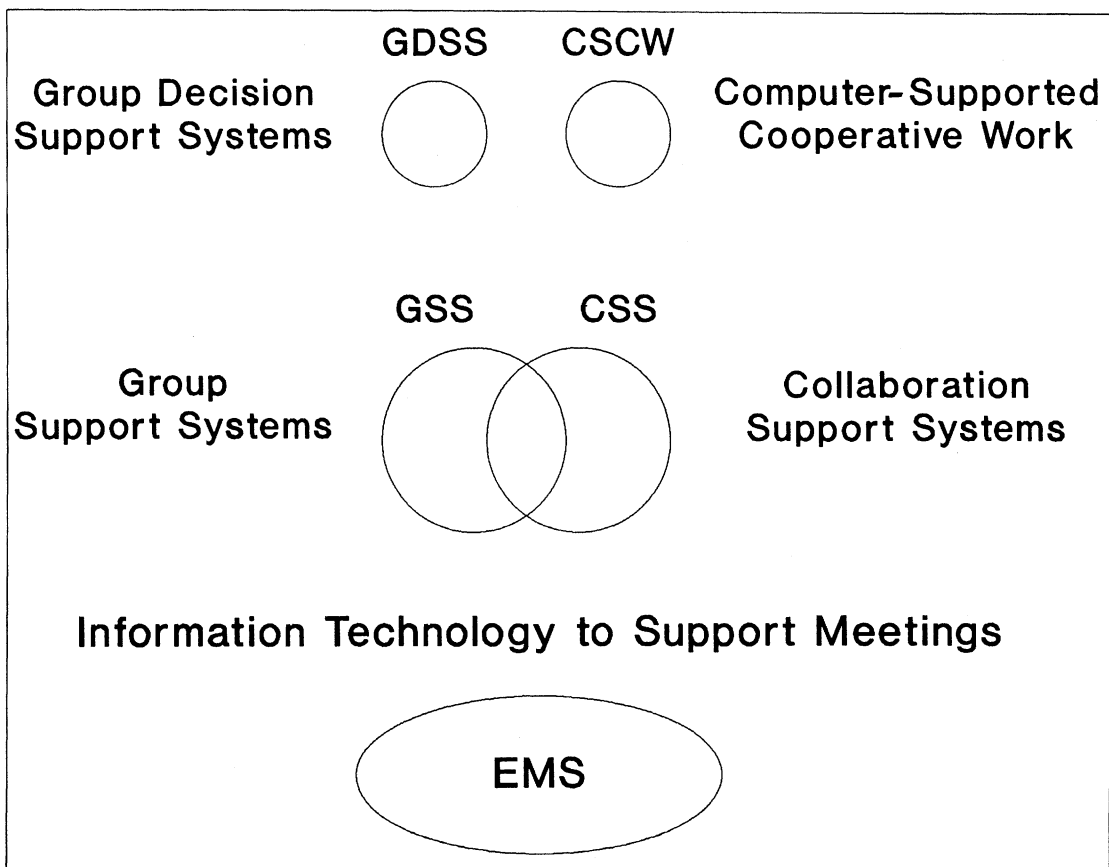 GDSS CSCW
Group Decision
Support Systems
Computer-Supported
Cooperative Work
GSS CSS
Group
Support Systems
Collaboration
Support Systems
Information Technology to Support Meetings
EMS